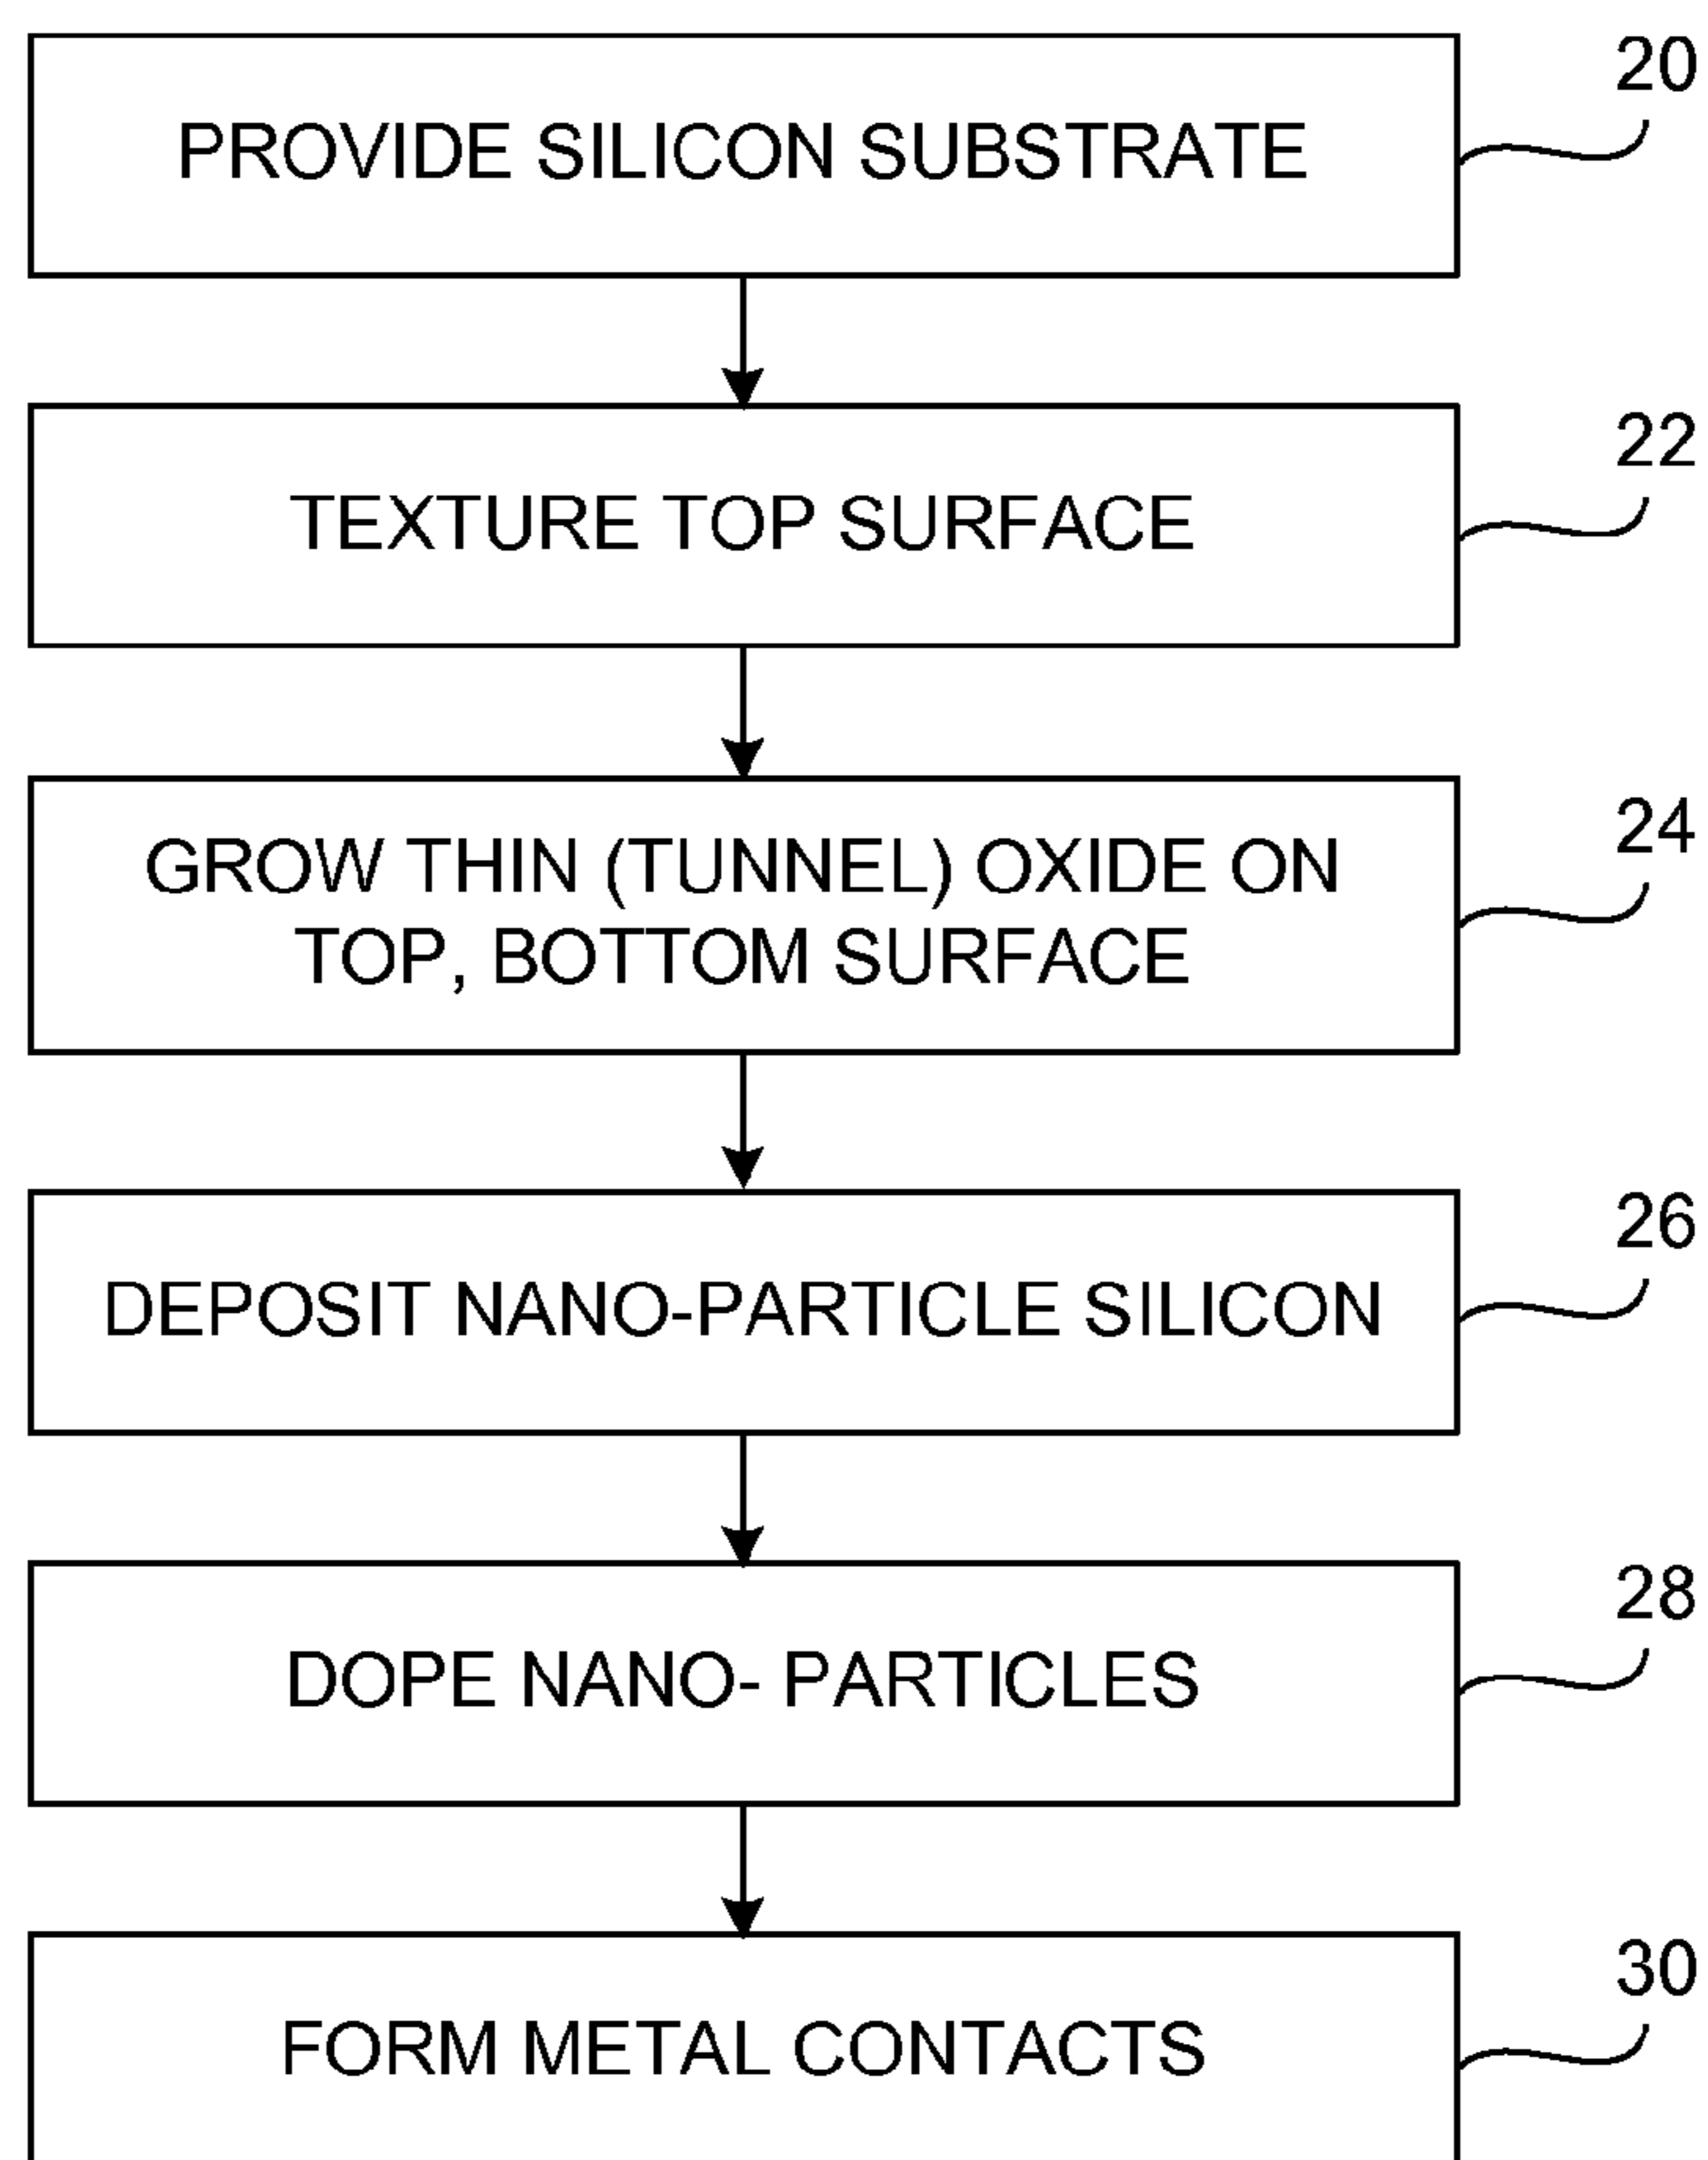 20
PROVIDE SILICON SUBSTRATE
22
TEXTURE TOP SURFACE
24
GROW THIN (TUNNEL) OXIDE ON
TOP, BOTTOM SURFACE
26
DEPOSIT NANO-PARTICLE SILICON
28
DOPE NANO- PARTICLES
30
FORM METAL CONTACTS